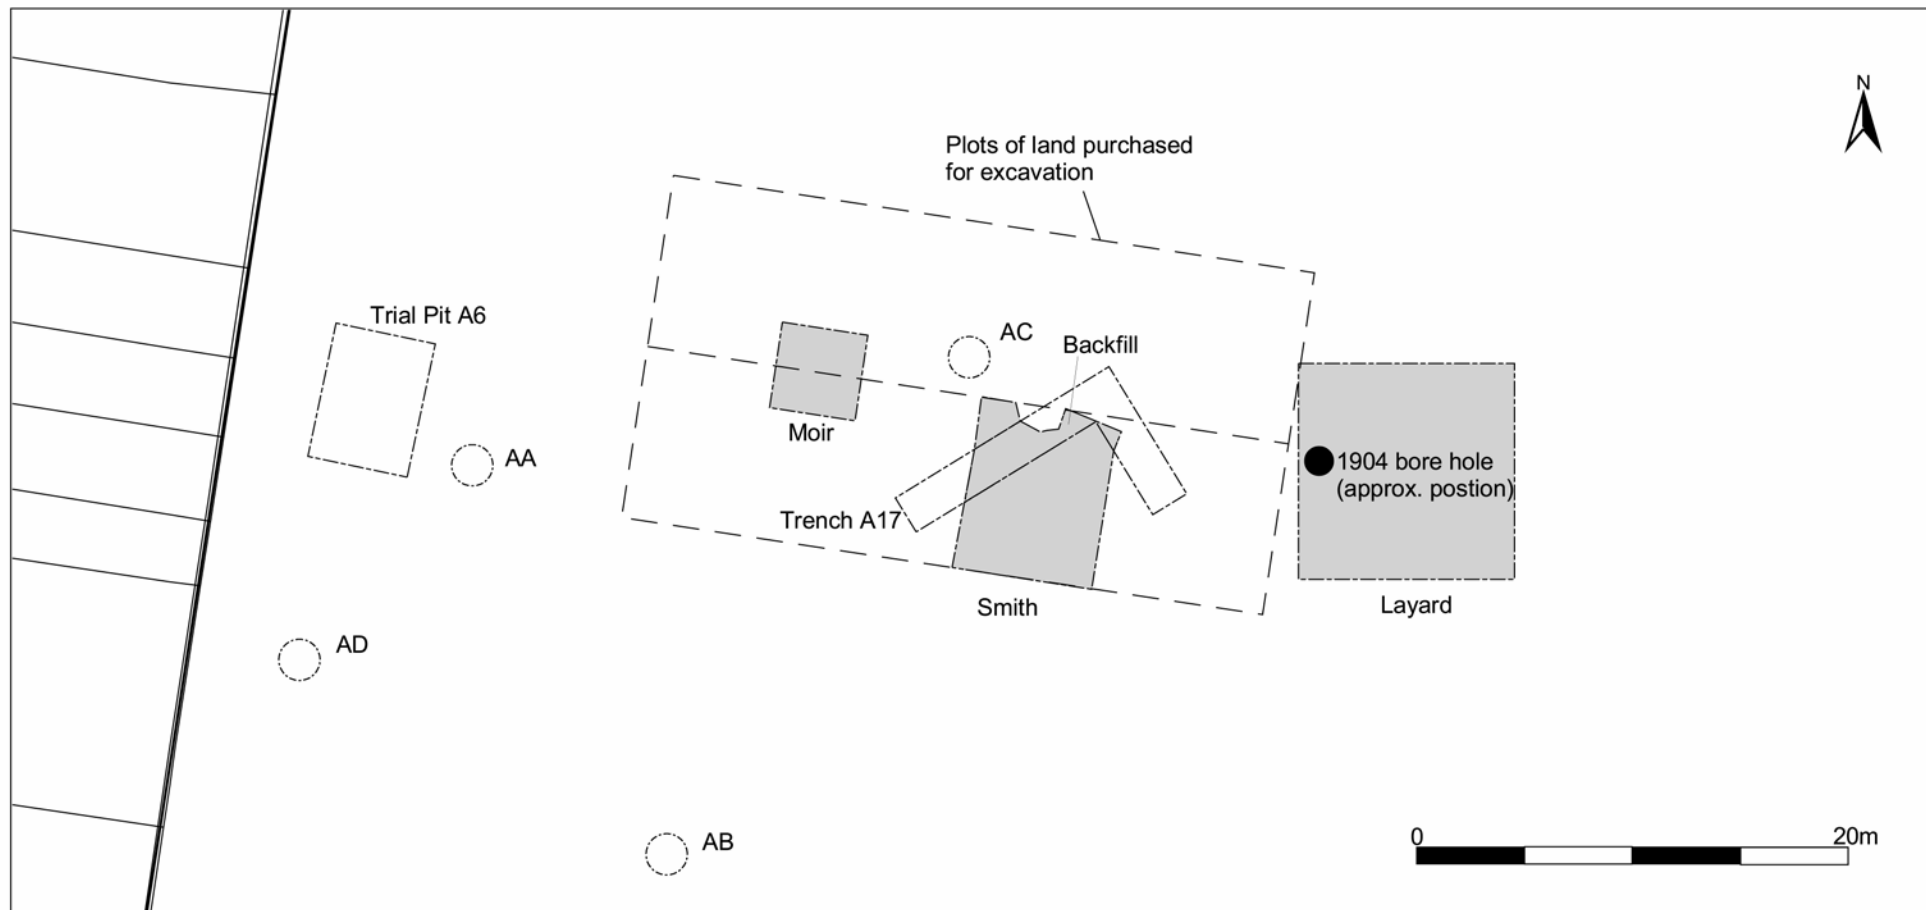 N
Plots of land purchased
for excavation
Trial Pit A6
AC
Backfill
Moir
AA
1904 bore hole
(approx. postion)
Trench A17
Smith
Layard
AD
AB
0
20m